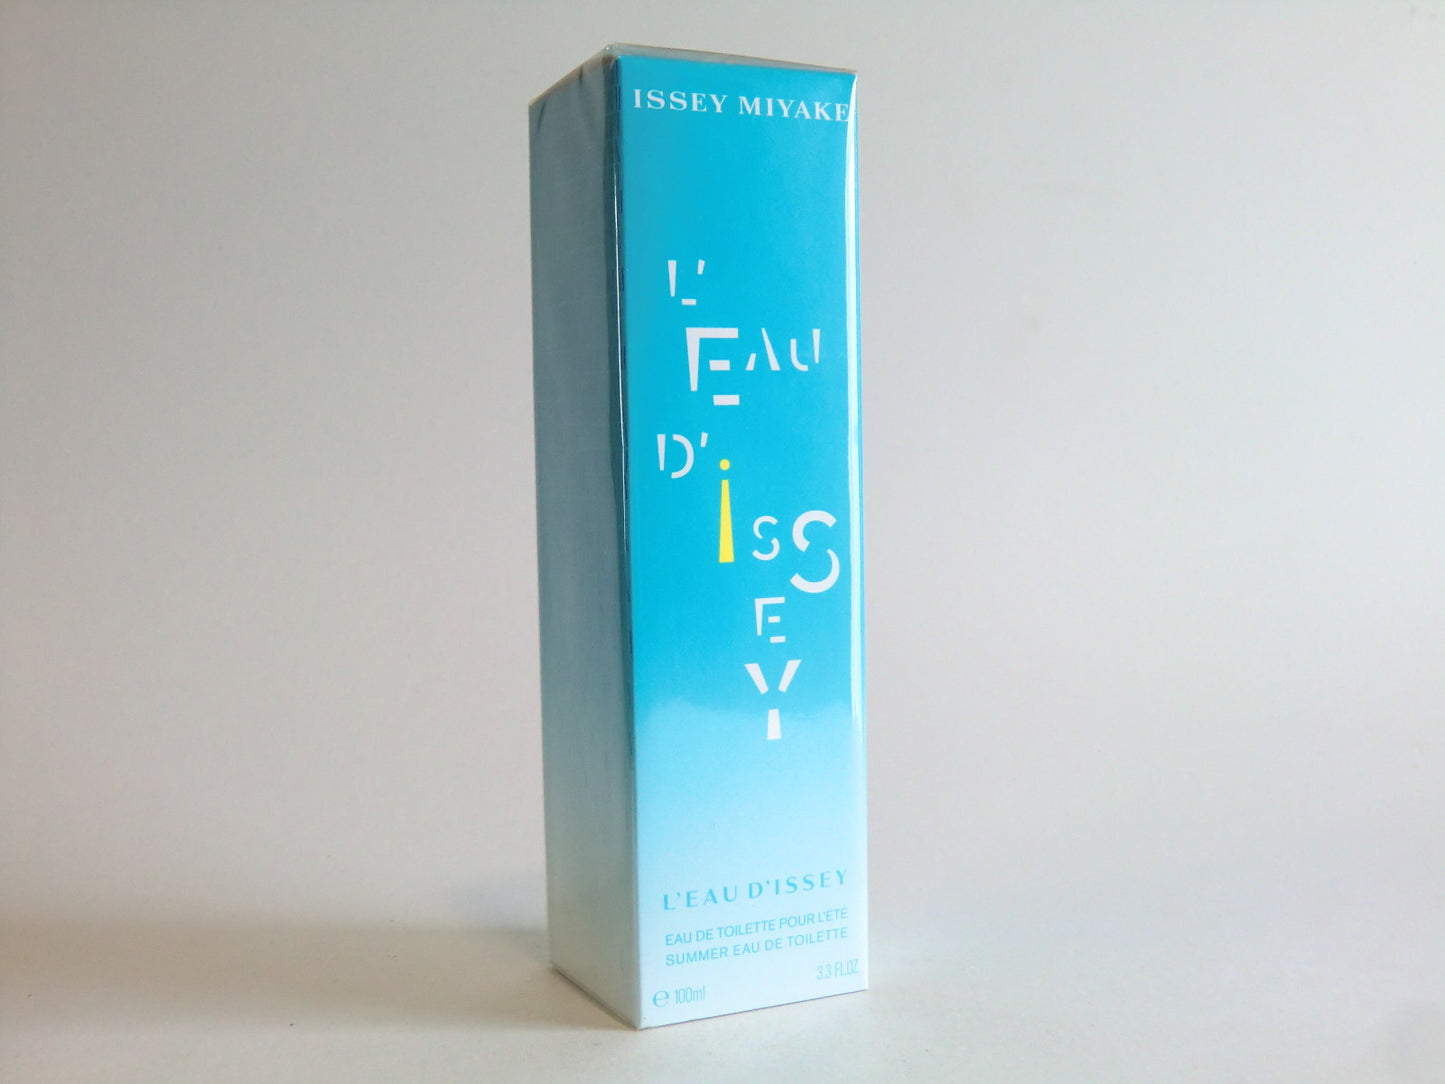 ISSEY MIYAKE
L'
EAU
D'
iSS
E
Y
L'EAU D'ISSEY
EAU DE TOILETTE POUR L'ÉTÉ
SUMMER EAU DE TOILETTE
3.3 FL.OZ
e 100ml